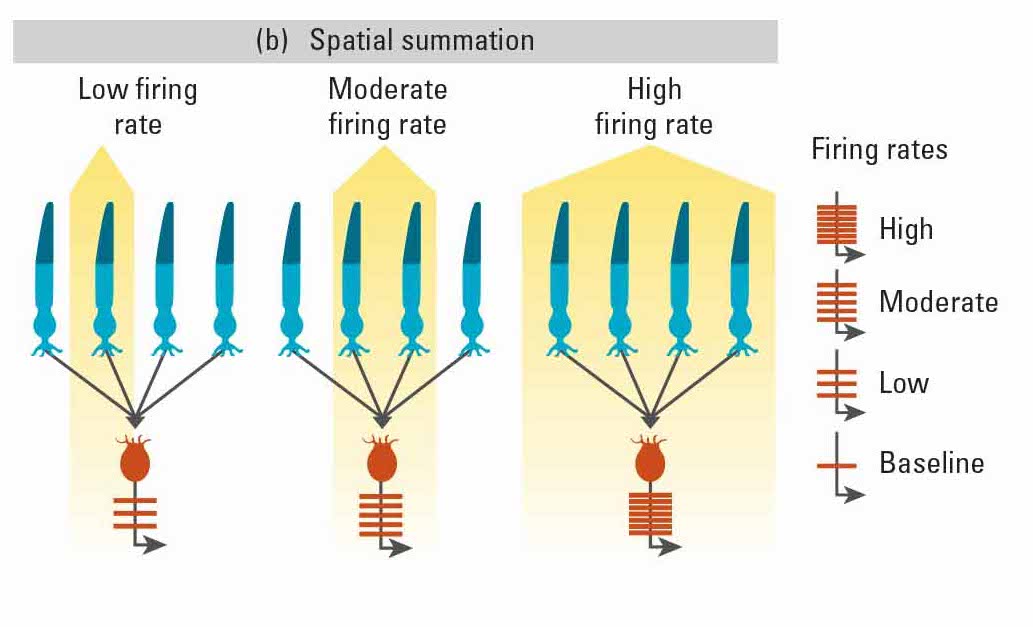 (b) Spatial summation
Low firing
rate
Moderate
firing rate
High
firing rate
Firing rates
High
Moderate
Low
Baseline